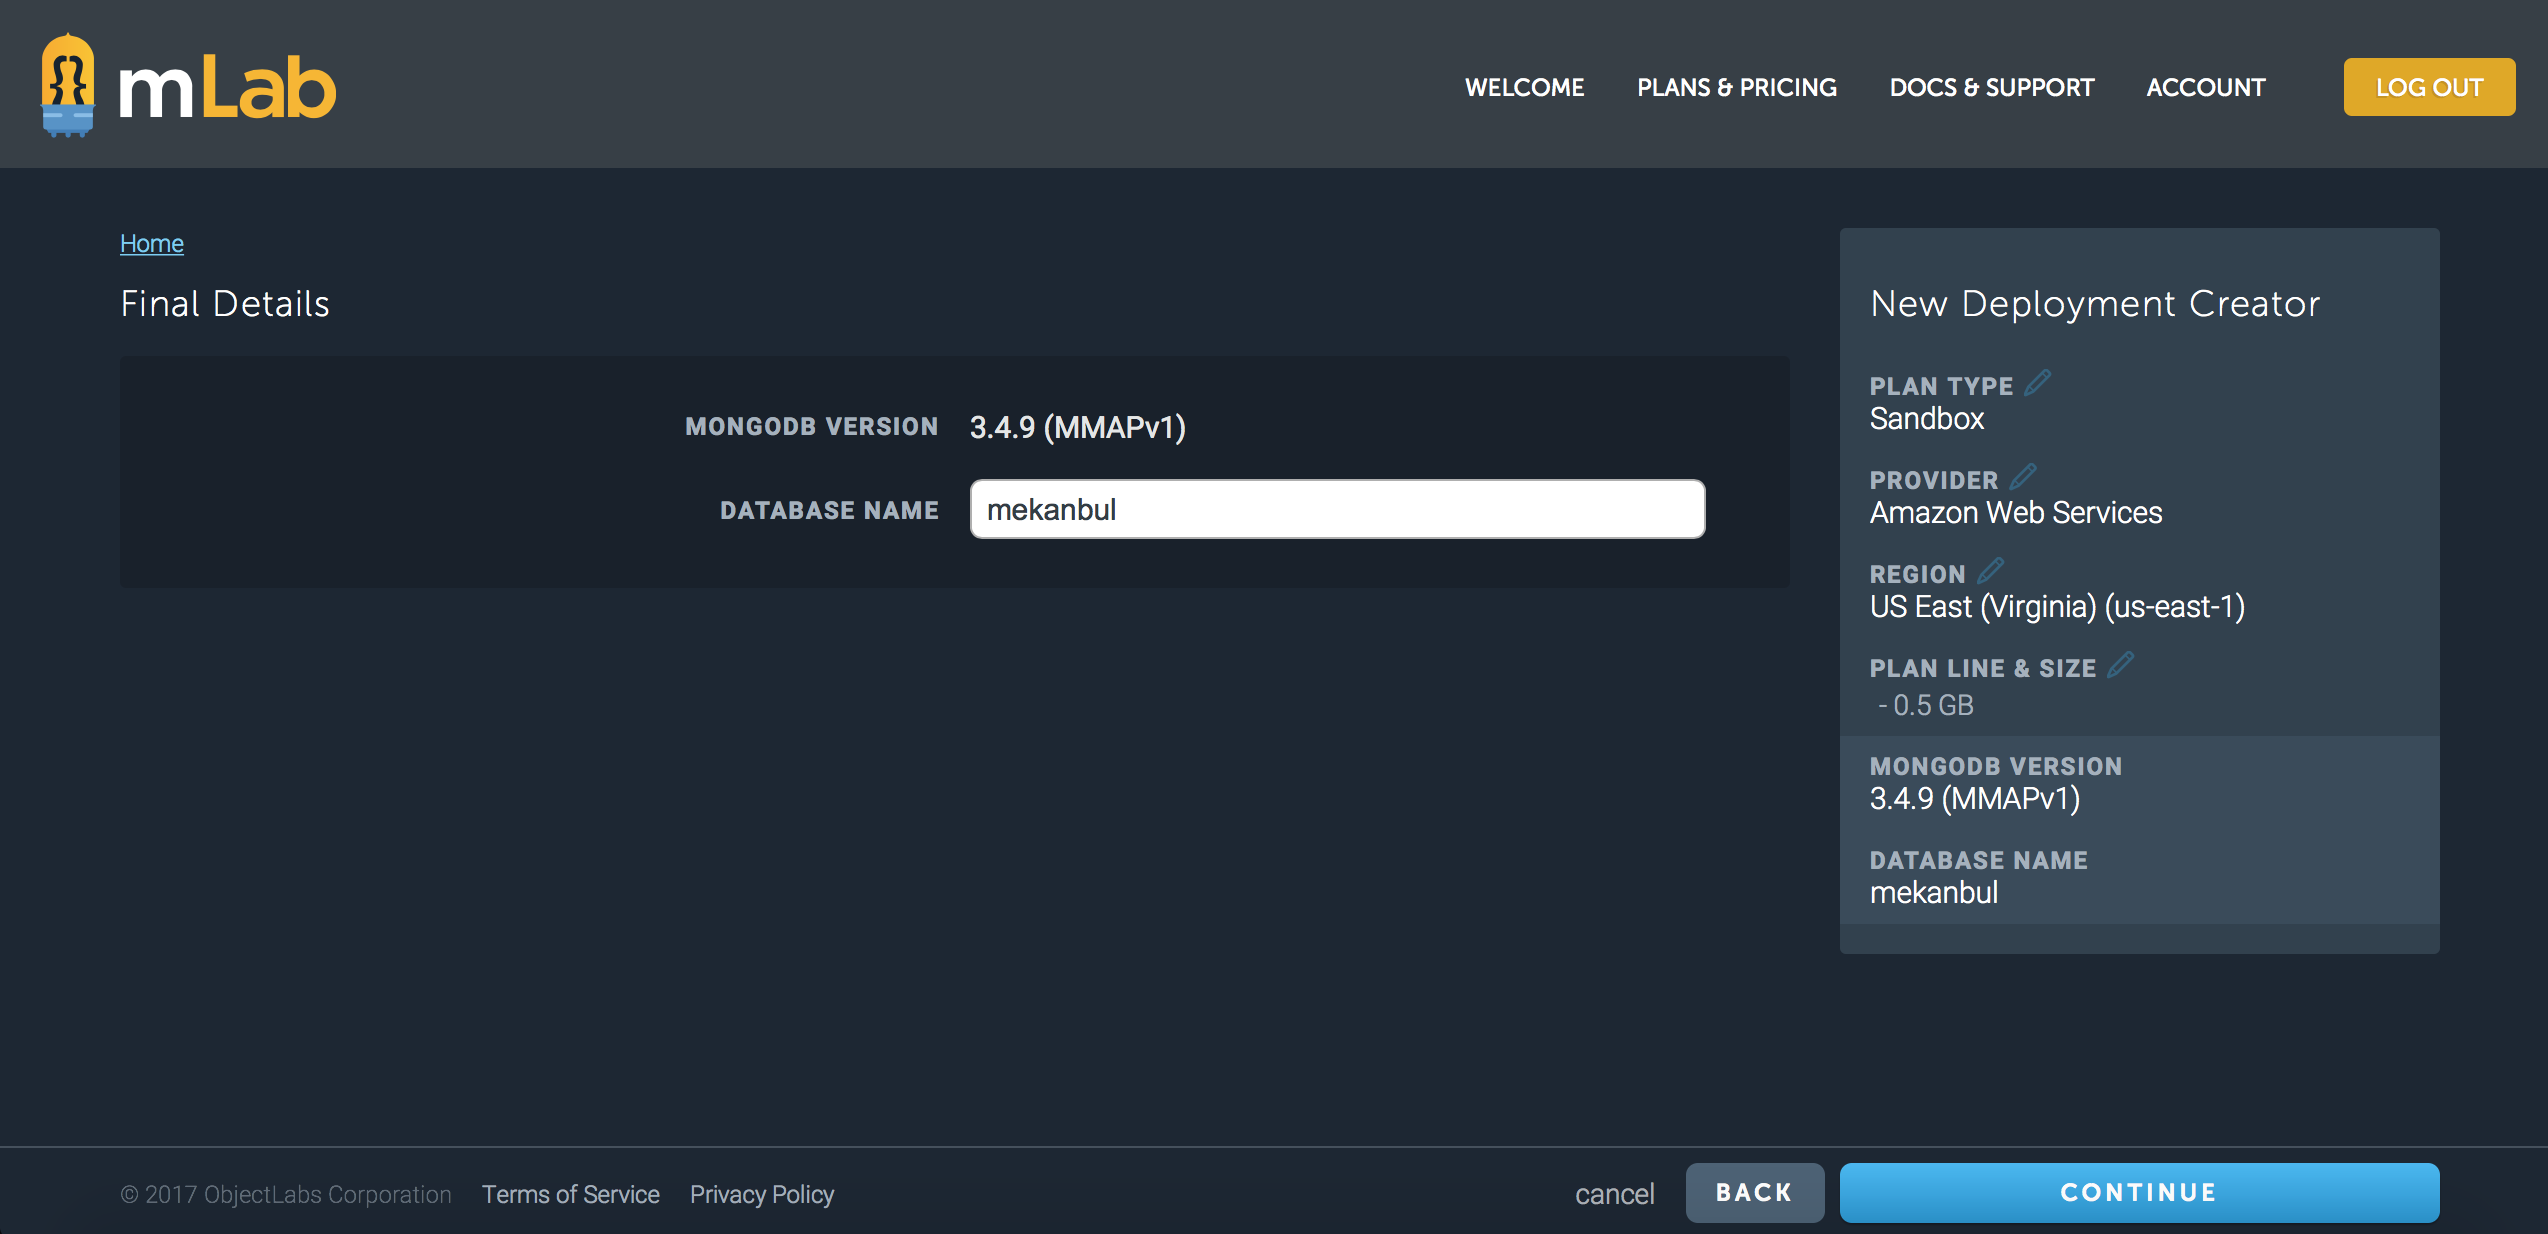 mLab
WELCOME
PLANS & PRICING
DOCS & SUPPORT
ACCOUNT
LOG OUT
Home
Final Details
MONGODB VERSION 3.4.9 (MMAPv1)
DATABASE NAME mekanbul
New Deployment Creator
PLAN TYPE
Sandbox
PROVIDER
Amazon Web Services
REGION
US East (Virginia) (us-east-1)
PLAN LINE & SIZE
- 0.5 GB
MONGODB VERSION
3.4.9 (MMAPv1)
DATABASE NAME
mekanbul
© 2017 ObjectLabs Corporation Terms of Service Privacy Policy
cancel
BACK
CONTINUE